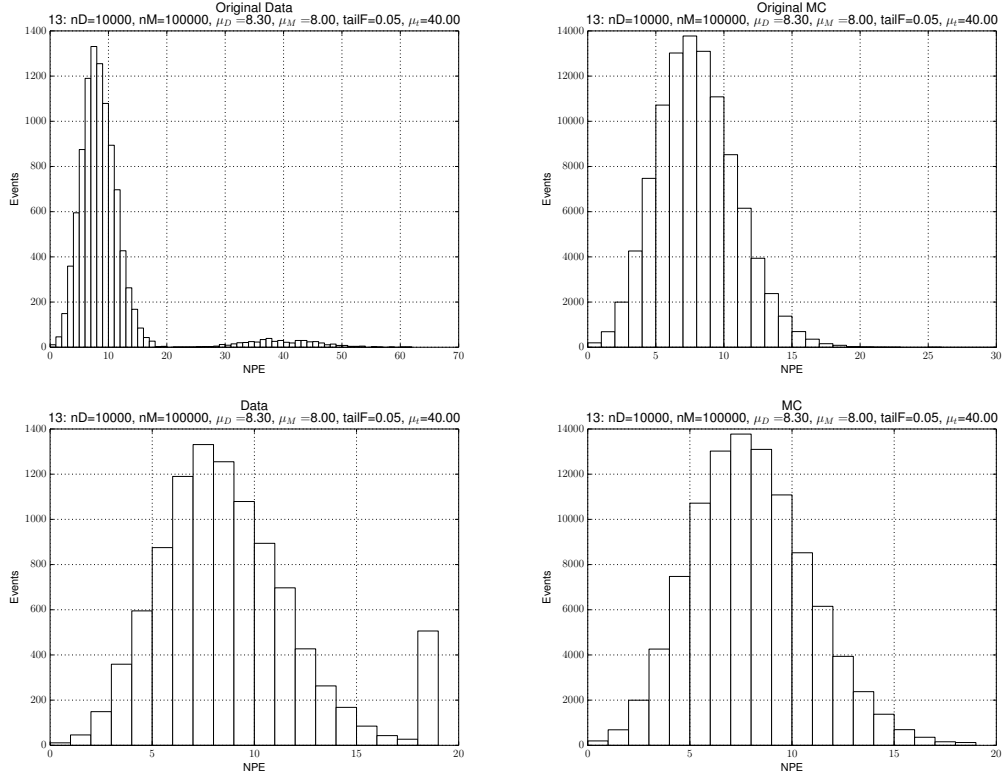 Original Data
13: nD=10000, nM=100000, μD =8.30, μM =8.00, tailF=0.05, μt=40.00
1400
1200
1000
800
600
400
200
0
Events
0 10 20 30 40 50 60 70
NPE
Original MC
13: nD=10000, nM=100000, μD =8.30, μM =8.00, tailF=0.05, μt=40.00
14000
12000
10000
8000
6000
4000
2000
0
Events
0 5 10 15 20 25 30
NPE
Data
13: nD=10000, nM=100000, μD =8.30, μM =8.00, tailF=0.05, μt=40.00
1400
1200
1000
800
600
400
200
0
Events
0 5 10 15 20
NPE
MC
13: nD=10000, nM=100000, μD =8.30, μM =8.00, tailF=0.05, μt=40.00
14000
12000
10000
8000
6000
4000
2000
0
Events
0 5 10 15 20
NPE